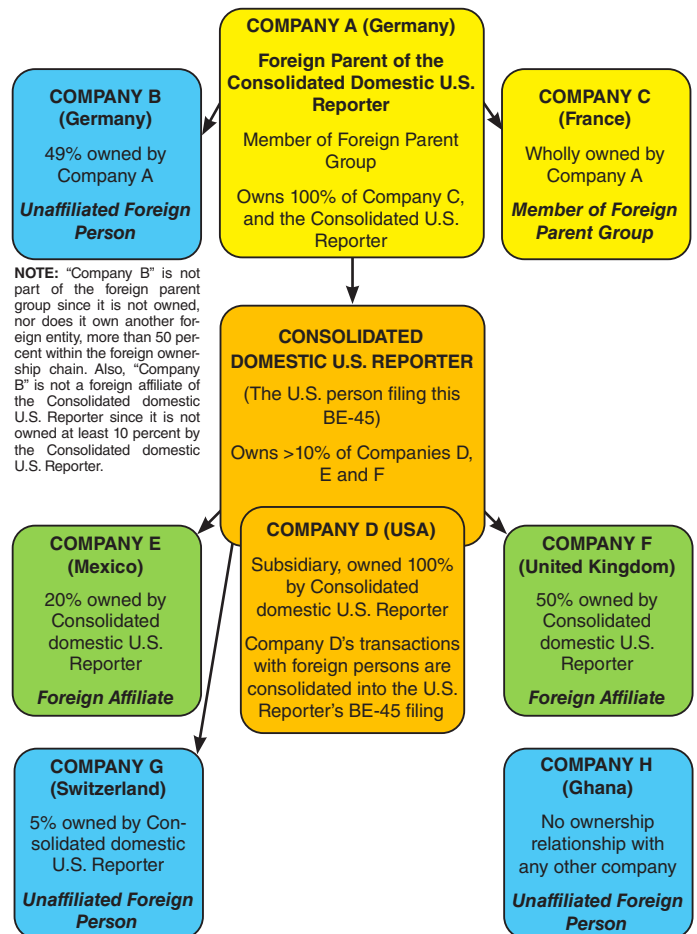 COMPANY A (Germany)
Foreign Parent of the
Consolidated Domestic U.S.
Reporter
Member of Foreign Parent
Group
Owns 100% of Company C,
and the Consolidated U.S.
Reporter
COMPANY B
(Germany)
49% owned by
Company A
Unaffiliated Foreign
Person
COMPANY C
(France)
Wholly owned by
Company A
Member of Foreign
Parent Group
NOTE: “Company B” is not
part of the foreign parent
group since it is not owned,
nor does it own another for-
eign entity, more than 50 per-
cent within the foreign owner-
ship chain. Also, “Company
B” is not a foreign affiliate of
the Consolidated domestic
U.S. Reporter since it is not
owned at least 10 percent by
the Consolidated domestic
U.S. Reporter.
CONSOLIDATED
DOMESTIC U.S. REPORTER
(The U.S. person filing this
BE-45)
Owns >10% of Companies D,
E and F
COMPANY E
(Mexico)
20% owned by
Consolidated
domestic U.S.
Reporter
Foreign Affiliate
COMPANY D (USA)
Subsidiary, owned 100%
by Consolidated
domestic U.S. Reporter
Company D’s transactions
with foreign persons are
consolidated into the U.S.
Reporter’s BE-45 filing
COMPANY F
(United Kingdom)
50% owned by
Consolidated
domestic U.S.
Reporter
Foreign Affiliate
COMPANY G
(Switzerland)
5% owned by Con-
solidated domestic
U.S. Reporter
Unaffiliated Foreign
Person
COMPANY H
(Ghana)
No ownership
relationship with
any other company
Unaffiliated Foreign
Person